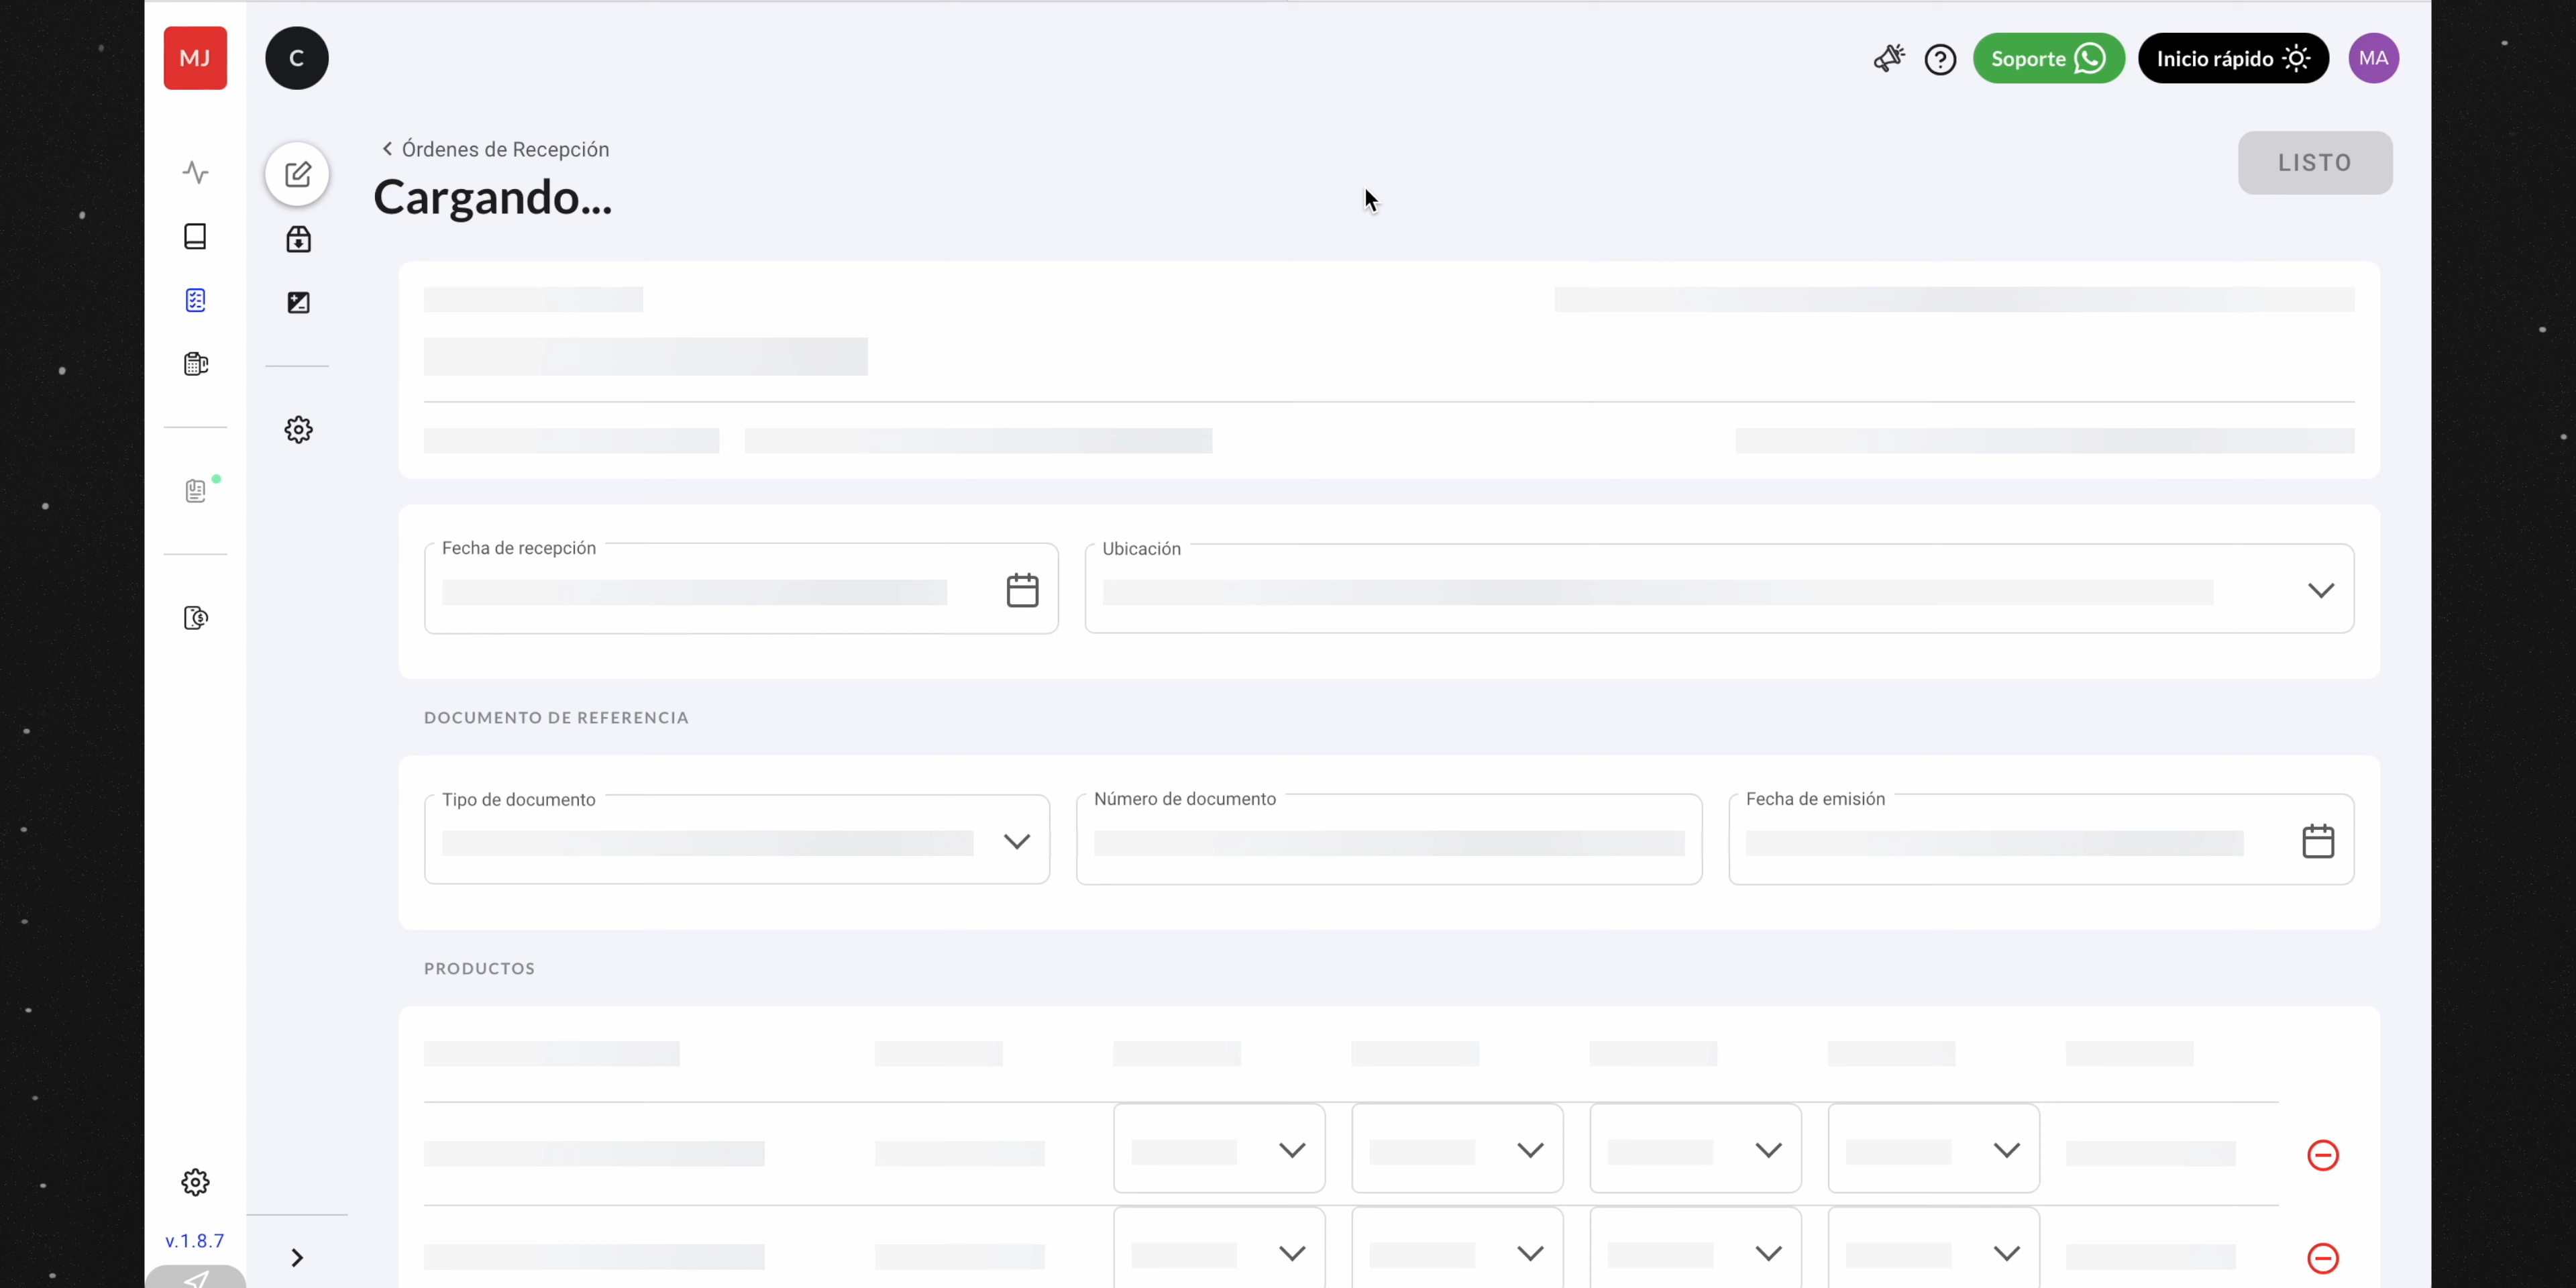 MJ
C
Soporte
Inicio rápido
MA
Órdenes de Recepción
Cargando...
LISTO
Fecha de recepción
Ubicación
DOCUMENTO DE REFERENCIA
Tipo de documento
Número de documento
Fecha de emisión
PRODUCTOS
v.1.8.7